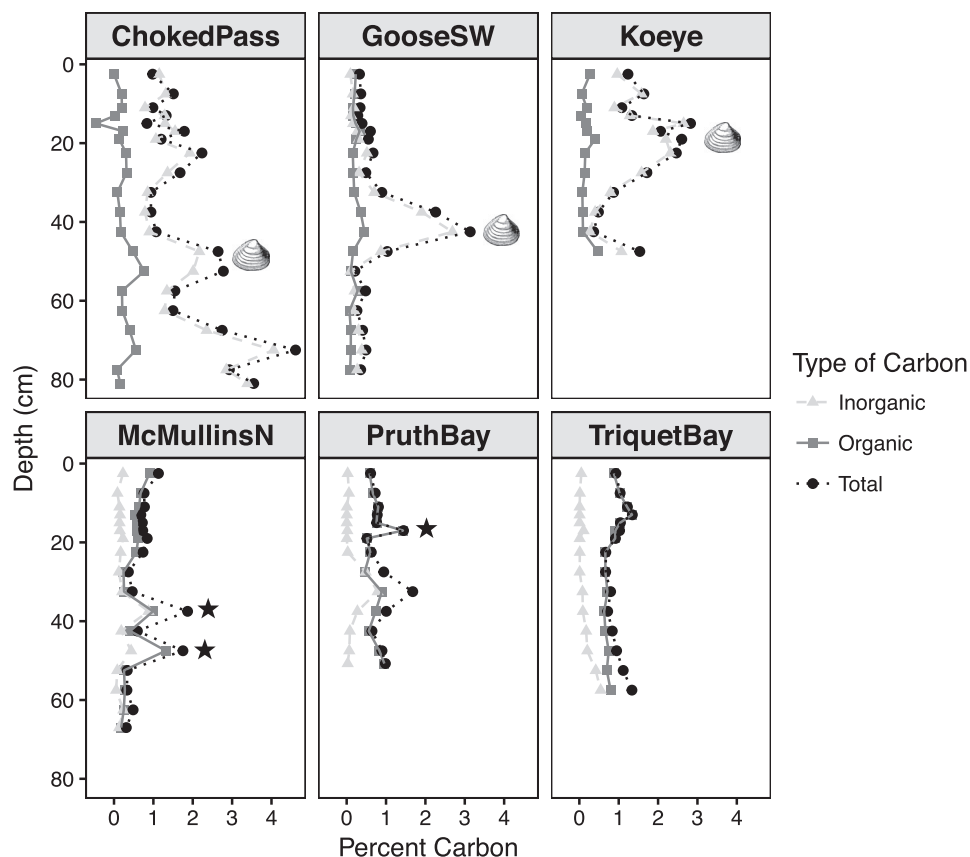 ChokedPass GooseSW Koeye
0
20
40
60
80
McMullinsN PruthBay TriquetBay
0
20
40
60
80
0 1 2 3 4 0 1 2 3 4 0 1 2 3 4
Depth (cm)
Percent Carbon
Type of Carbon
Inorganic
Organic
Total